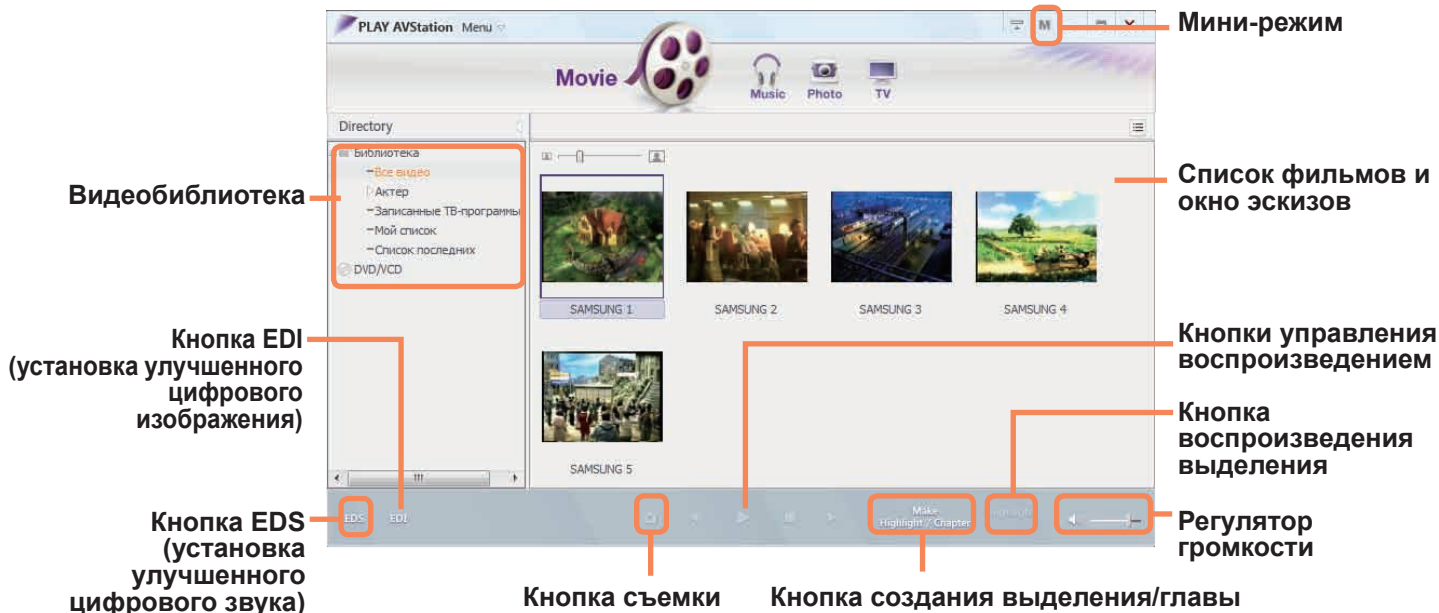 PLAY AVStation Menu
M
Мини-режим
Movie
Music
Photo
TV
Directory
Библиотека
Все видео
Актер
Записанные ТВ-программы
Мой список
Список последних
DVD/VCD
Видеобиблиотека
Список фильмов и
окно эскизов
SAMSUNG 1
SAMSUNG 2
SAMSUNG 3
SAMSUNG 4
SAMSUNG 5
Кнопка EDI
(установка улучшенного
цифрового
изображения)
Кнопки управления
воспроизведением
Кнопка
воспроизведения
выделения
EDS
EDI
Make
Highlight / Chapter
Кнопка EDS
(установка
улучшенного
цифрового звука)
Регулятор
громкости
Кнопка съемки
Кнопка создания выделения/главы